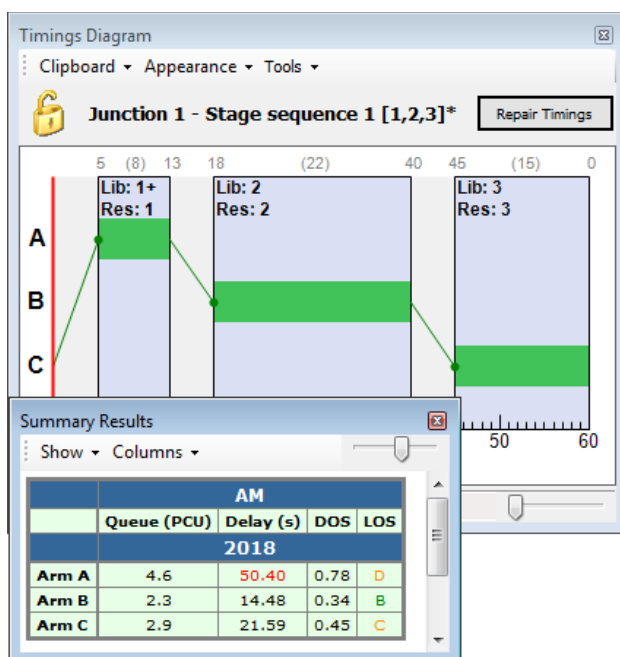 Timings Diagram
Clipboard Appearance Tools
Junction 1 - Stage sequence 1 [1,2,3]* Repair Timings
5 (8) 13 18 (22) 40 45 (15) 0
Lib: 1+ Lib: 2 Lib: 3
Res: 1 Res: 2 Res: 3
A
B
C
50 60
Summary Results
Show Columns
AM
Queue (PCU) Delay (s) DOS LOS
2018
Arm A 4.6 50.40 0.78 D
Arm B 2.3 14.48 0.34 B
Arm C 2.9 21.59 0.45 C